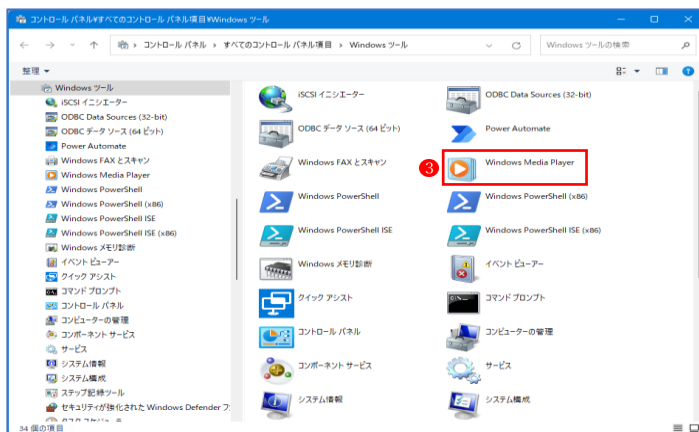 コントロール パネル¥すべてのコントロール パネル項目¥Windows ツール
コントロール パネル › すべてのコントロール パネル項目 › Windows ツール
Windows ツールの検索
整理
Windows ツール
iSCSI イニシエーター
ODBC Data Sources (32-bit)
ODBC データ ソース (64 ビット)
Power Automate
Windows FAX とスキャン
Windows Media Player
Windows PowerShell
Windows PowerShell (x86)
Windows PowerShell ISE
Windows PowerShell ISE (x86)
Windows メモリ診断
イベント ビューアー
クイック アシスト
コマンド プロンプト
コントロール パネル
コンピューターの管理
コンポーネント サービス
サービス
システム情報
システム構成
ステップ記録ツール
セキュリティが強化された Windows Defender フ
iSCSI イニシエーター
ODBC Data Sources (32-bit)
ODBC データ ソース (64 ビット)
Power Automate
Windows FAX とスキャン
3 Windows Media Player
Windows PowerShell
Windows PowerShell (x86)
Windows PowerShell ISE
Windows PowerShell ISE (x86)
Windows メモリ診断
イベント ビューアー
クイック アシスト
コマンド プロンプト
コントロール パネル
コンピューターの管理
コンポーネント サービス
サービス
システム情報
システム構成
34 個の項目